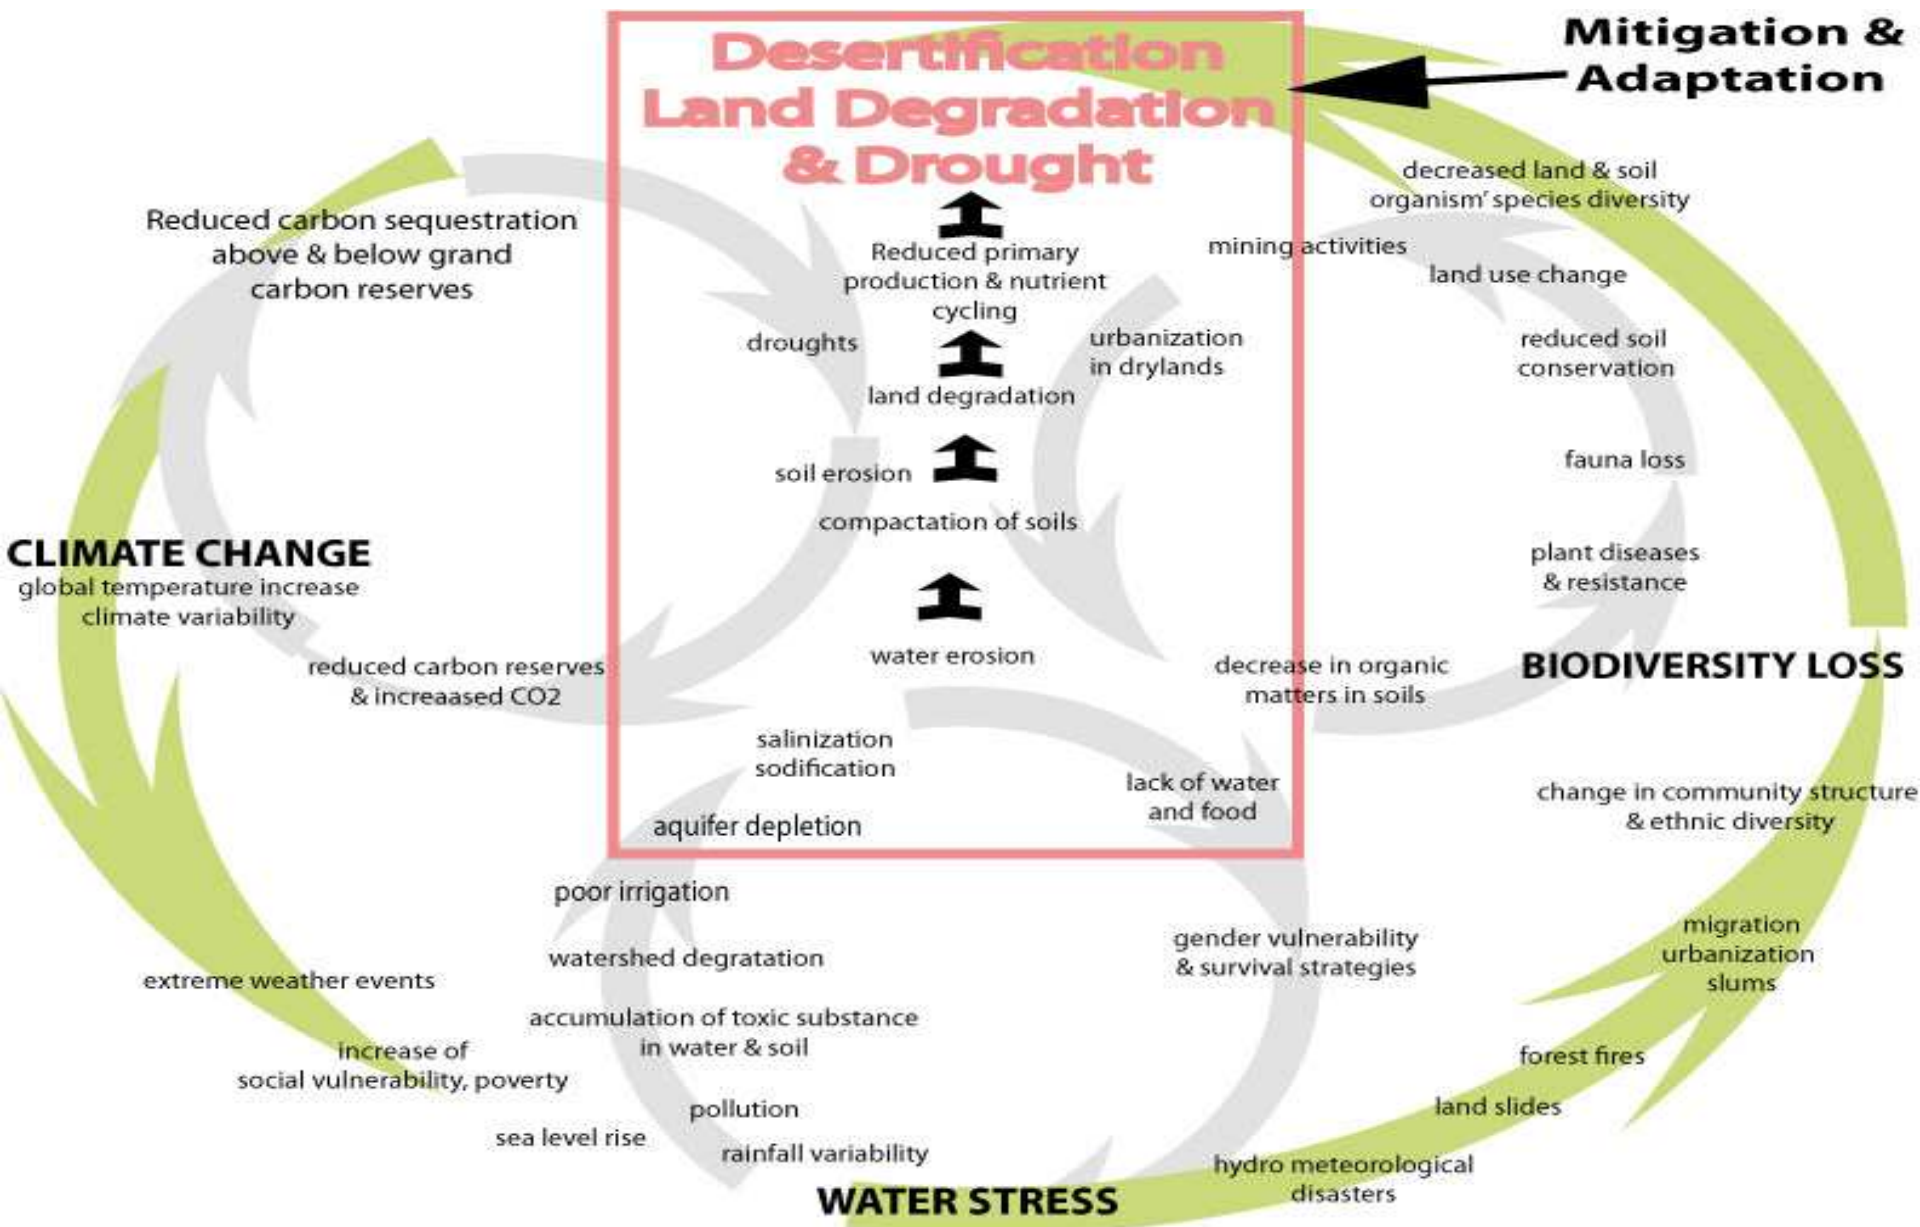 Desertification
Land Degradation
& Drought
Mitigation &
Adaptation
decreased land & soil
organism' species diversity
mining activities
land use change
reduced soil
conservation
fauna loss
plant diseases
& resistance
BIODIVERSITY LOSS
change in community structure
& ethnic diversity
migration
urbanization
slums
forest fires
land slides
hydro meteorological
disasters
Reduced carbon sequestration
above & below grand
carbon reserves
CLIMATE CHANGE
global temperature increase
climate variability
reduced carbon reserves
& increaased CO2
extreme weather events
increase of
social vulnerability, poverty
sea level rise
Reduced primary
production & nutrient
cycling
droughts
urbanization
in drylands
land degradation
soil erosion
compactation of soils
water erosion
decrease in organic
matters in soils
salinization
sodification
lack of water
and food
aquifer depletion
poor irrigation
watershed degratation
gender vulnerability
& survival strategies
accumulation of toxic substance
in water & soil
pollution
rainfall variability
WATER STRESS